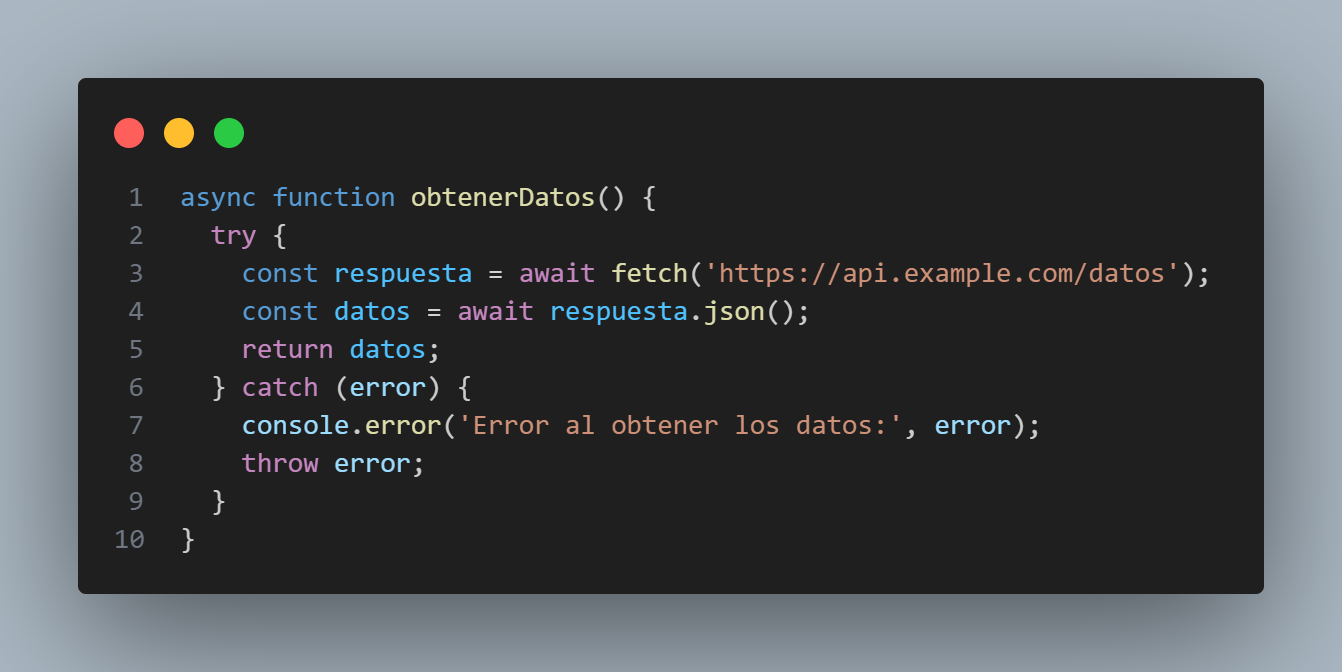 1 async function obtenerDatos() {
2   try {
3     const respuesta = await fetch('https://api.example.com/datos');
4     const datos = await respuesta.json();
5     return datos;
6   } catch (error) {
7     console.error('Error al obtener los datos:', error);
8     throw error;
9   }
10 }